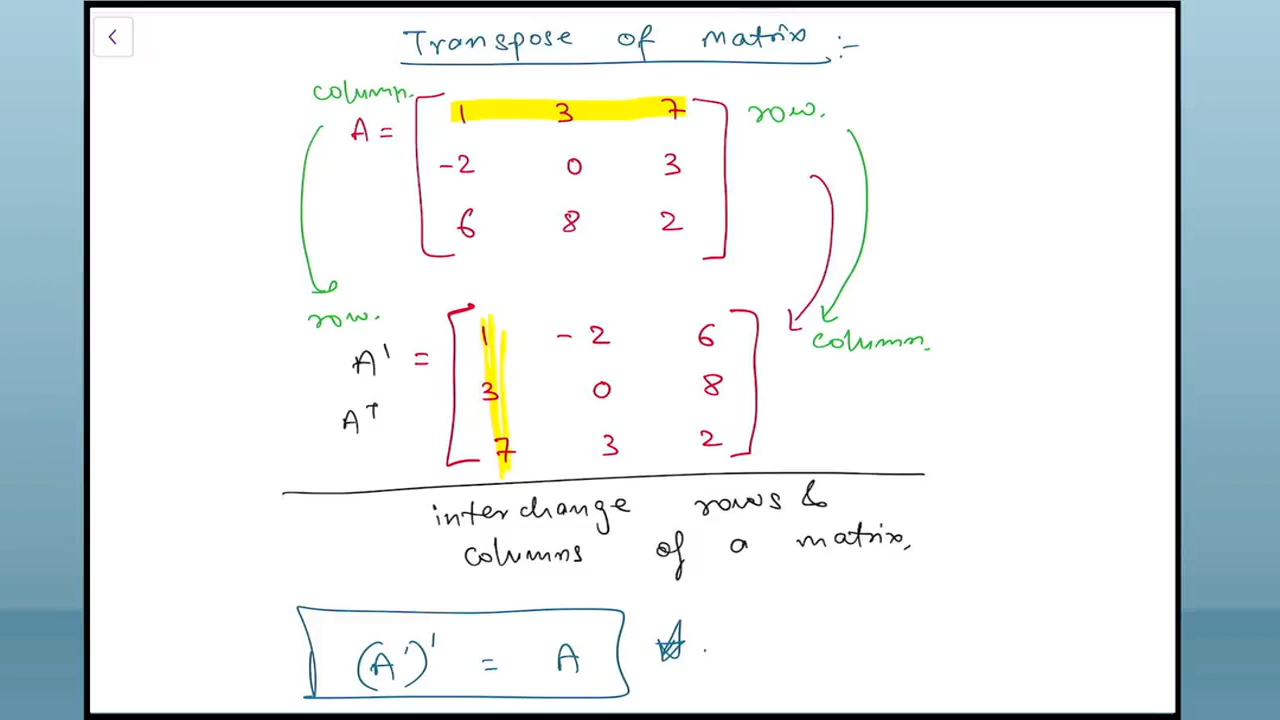 Transpose of matrix :-
column.
A = [ 1 3 7 ] row.
-2 0 3
6 8 2
row.
column.
A' = [ 1 -2 6 ]
3 0 8
A^T
7 3 2
interchange rows &
columns of a matrix.
(A')' = A